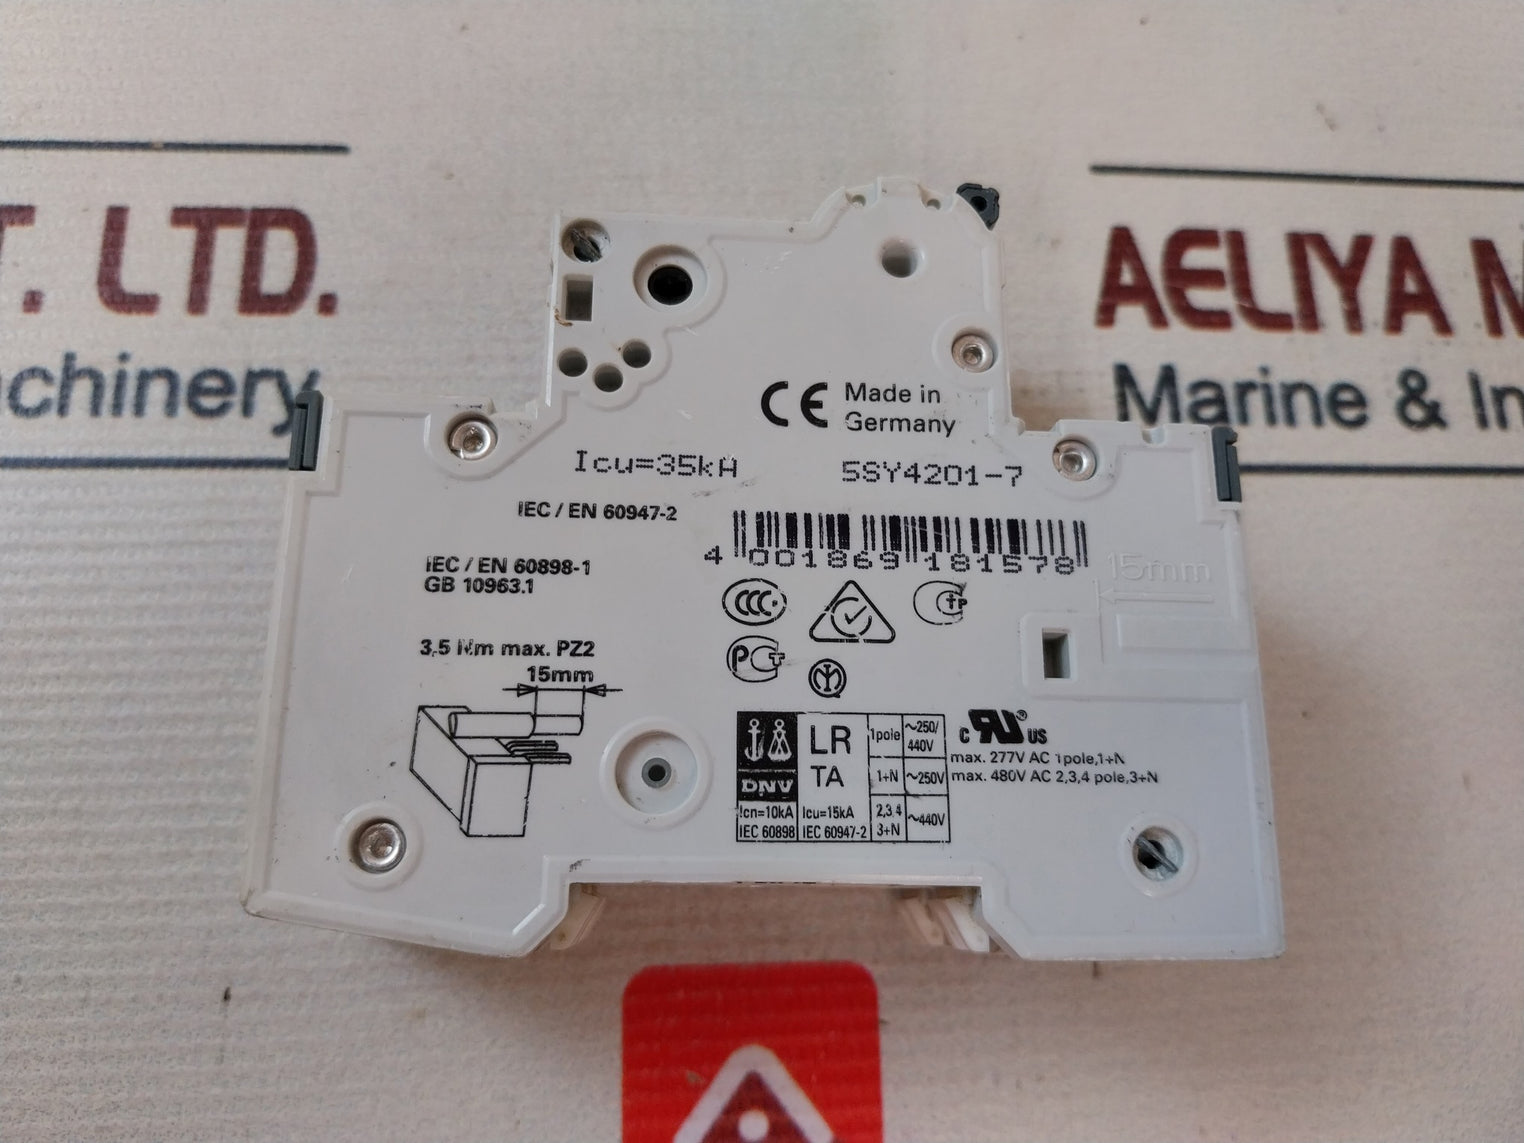 T. LTD.
chinery
AELIYA M
Marine & In
CE Made in
Germany
Icu=35kA
5SY4201-7
IEC / EN 60947-2
4 001869 181578
IEC / EN 60898-1
GB 10963.1
15mm
3,5 Nm max. PZ2
15mm
LR
TA
DNV
Icn=10kA
IEC 60898
Icu=15kA
IEC 60947-2
1pole ~250/
440V
1+N ~250V
2,3,4
3+N ~440V
c RU ® US
max. 277V AC 1pole,1+N
max. 480V AC 2,3,4 pole,3+N